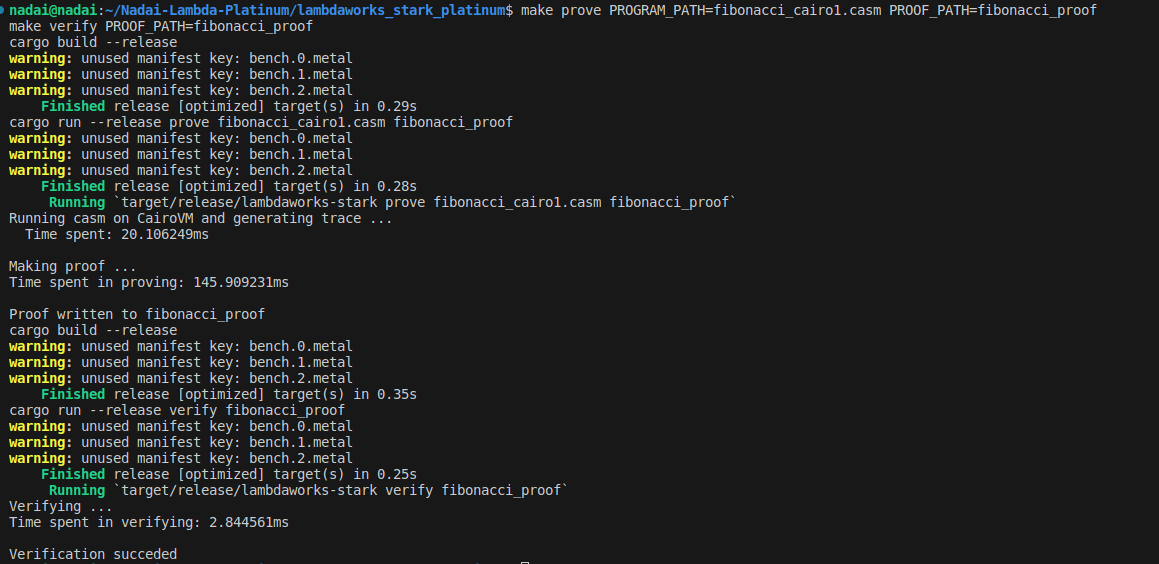 nadai@nadai:~/Nadai-Lambda-Platinum/lambdaworks_stark_platinum$ make prove PROGRAM_PATH=fibonacci_cairo1.casm PROOF_PATH=fibonacci_proof
make verify PROOF_PATH=fibonacci_proof
cargo build --release
warning: unused manifest key: bench.0.metal
warning: unused manifest key: bench.1.metal
warning: unused manifest key: bench.2.metal
Finished release [optimized] target(s) in 0.29s
cargo run --release prove fibonacci_cairo1.casm fibonacci_proof
warning: unused manifest key: bench.0.metal
warning: unused manifest key: bench.1.metal
warning: unused manifest key: bench.2.metal
Finished release [optimized] target(s) in 0.28s
Running `target/release/lambdaworks-stark prove fibonacci_cairo1.casm fibonacci_proof`
Running casm on CairoVM and generating trace ...
Time spent: 20.106249ms
Making proof ...
Time spent in proving: 145.909231ms
Proof written to fibonacci_proof
cargo build --release
warning: unused manifest key: bench.0.metal
warning: unused manifest key: bench.1.metal
warning: unused manifest key: bench.2.metal
Finished release [optimized] target(s) in 0.35s
cargo run --release verify fibonacci_proof
warning: unused manifest key: bench.0.metal
warning: unused manifest key: bench.1.metal
warning: unused manifest key: bench.2.metal
Finished release [optimized] target(s) in 0.25s
Running `target/release/lambdaworks-stark verify fibonacci_proof`
Verifying ...
Time spent in verifying: 2.844561ms
Verification succeded